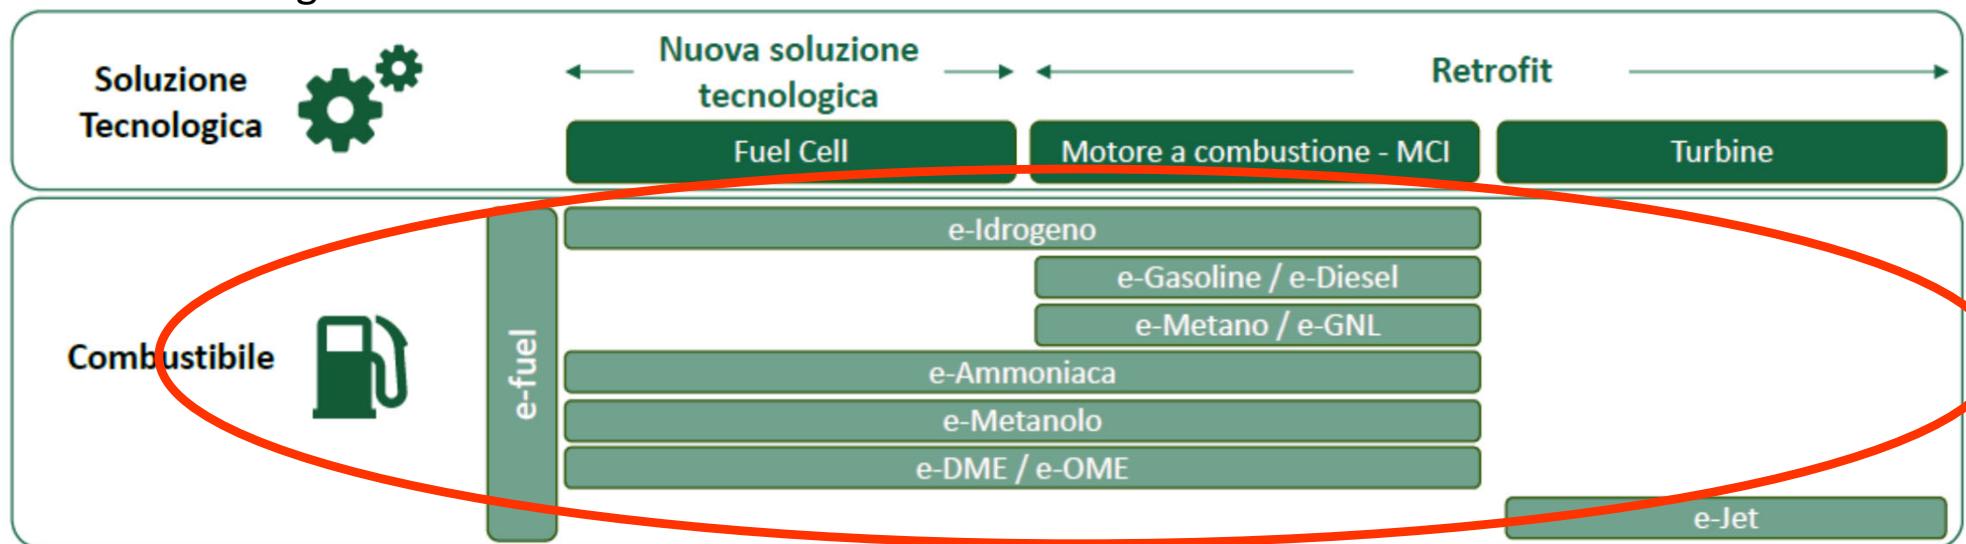 Soluzione
Tecnologica
Nuova soluzione
tecnologica
Retrofit
Fuel Cell
Motore a combustione - MCI
Turbine
Combustibile
e-fuel
e-Idrogeno
e-Gasoline / e-Diesel
e-Metano / e-GNL
e-Ammoniaca
e-Metanolo
e-DME / e-OME
e-Jet